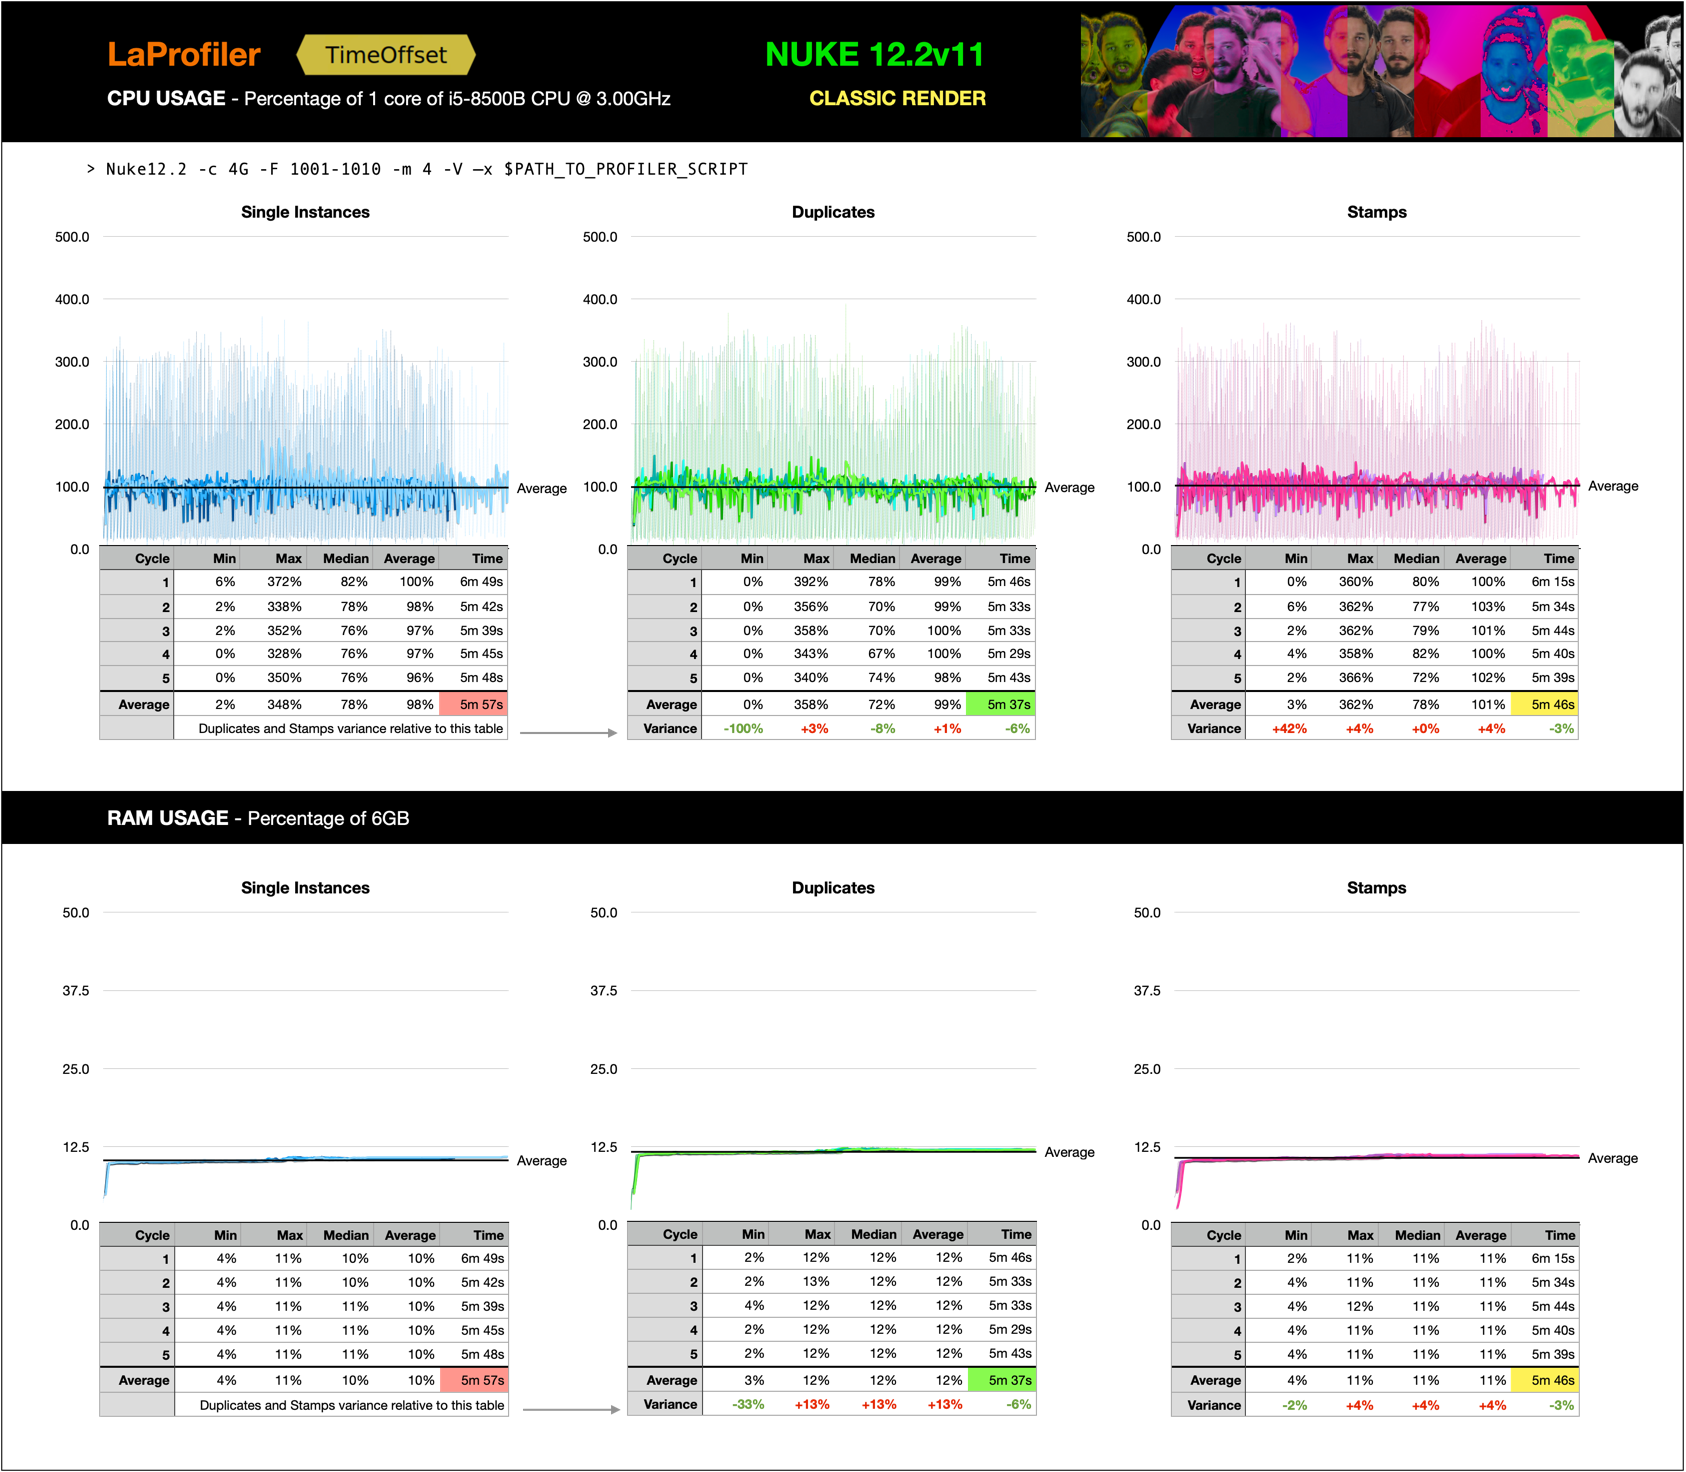 LaProfiler TimeOffset NUKE 12.2v11
CPU USAGE - Percentage of 1 core of i5-8500B CPU @ 3.00GHz CLASSIC RENDER
> Nuke12.2 -c 4G -F 1001-1010 -m 4 -V —x $PATH_TO_PROFILER_SCRIPT
Single Instances
500.0
400.0
300.0
200.0
100.0
0.0
Average
Cycle Min Max Median Average Time
1 6% 372% 82% 100% 6m 49s
2 2% 338% 78% 98% 5m 42s
3 2% 352% 76% 97% 5m 39s
4 0% 328% 76% 97% 5m 45s
5 0% 350% 76% 96% 5m 48s
Average 2% 348% 78% 98% 5m 57s
Duplicates and Stamps variance relative to this table
Duplicates
500.0
400.0
300.0
200.0
100.0
0.0
Average
Cycle Min Max Median Average Time
1 0% 392% 78% 99% 5m 46s
2 0% 356% 70% 99% 5m 33s
3 0% 358% 70% 100% 5m 33s
4 0% 343% 67% 100% 5m 29s
5 0% 340% 74% 98% 5m 43s
Average 0% 358% 72% 99% 5m 37s
Variance -100% +3% -8% +1% -6%
Stamps
500.0
400.0
300.0
200.0
100.0
0.0
Average
Cycle Min Max Median Average Time
1 0% 360% 80% 100% 6m 15s
2 6% 362% 77% 103% 5m 34s
3 2% 362% 79% 101% 5m 44s
4 4% 358% 82% 100% 5m 40s
5 2% 366% 72% 102% 5m 39s
Average 3% 362% 78% 101% 5m 46s
Variance +42% +4% +0% +4% -3%
RAM USAGE - Percentage of 6GB
Single Instances
50.0
37.5
25.0
12.5
0.0
Average
Cycle Min Max Median Average Time
1 4% 11% 10% 10% 6m 49s
2 4% 11% 10% 10% 5m 42s
3 4% 11% 11% 10% 5m 39s
4 4% 11% 11% 10% 5m 45s
5 4% 11% 11% 10% 5m 48s
Average 4% 11% 10% 10% 5m 57s
Duplicates and Stamps variance relative to this table
Duplicates
50.0
37.5
25.0
12.5
0.0
Average
Cycle Min Max Median Average Time
1 2% 12% 12% 12% 5m 46s
2 2% 13% 12% 12% 5m 33s
3 4% 12% 12% 12% 5m 33s
4 2% 12% 12% 12% 5m 29s
5 2% 12% 12% 12% 5m 43s
Average 3% 12% 12% 12% 5m 37s
Variance -33% +13% +13% +13% -6%
Stamps
50.0
37.5
25.0
12.5
0.0
Average
Cycle Min Max Median Average Time
1 2% 11% 11% 11% 6m 15s
2 4% 11% 11% 11% 5m 34s
3 4% 12% 11% 11% 5m 44s
4 4% 11% 11% 11% 5m 40s
5 4% 11% 11% 11% 5m 39s
Average 4% 11% 11% 11% 5m 46s
Variance -2% +4% +4% +4% -3%